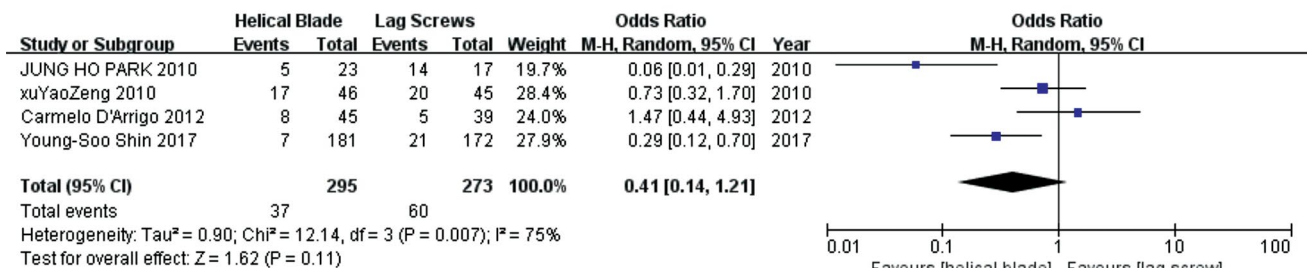 Helical Blade Lag Screws Odds Ratio Odds Ratio
Study or Subgroup Events Total Events Total Weight M-H, Random, 95% CI Year M-H, Random, 95% CI
JUNG HO PARK 2010 5 23 14 17 19.7% 0.06 [0.01, 0.29] 2010
xuYaoZeng 2010 17 46 20 45 28.4% 0.73 [0.32, 1.70] 2010
Carmelo D'Arrigo 2012 8 45 5 39 24.0% 1.47 [0.44, 4.93] 2012
Young-Soo Shin 2017 7 181 21 172 27.9% 0.29 [0.12, 0.70] 2017
Total (95% CI) 295 273 100.0% 0.41 [0.14, 1.21]
Total events 37 60
Heterogeneity: Tau² = 0.90; Chi² = 12.14, df = 3 (P = 0.007); I² = 75%
Test for overall effect: Z = 1.62 (P = 0.11)
0.01 0.1 1 10 100
Favours [helical blade] Favours [lag screw]